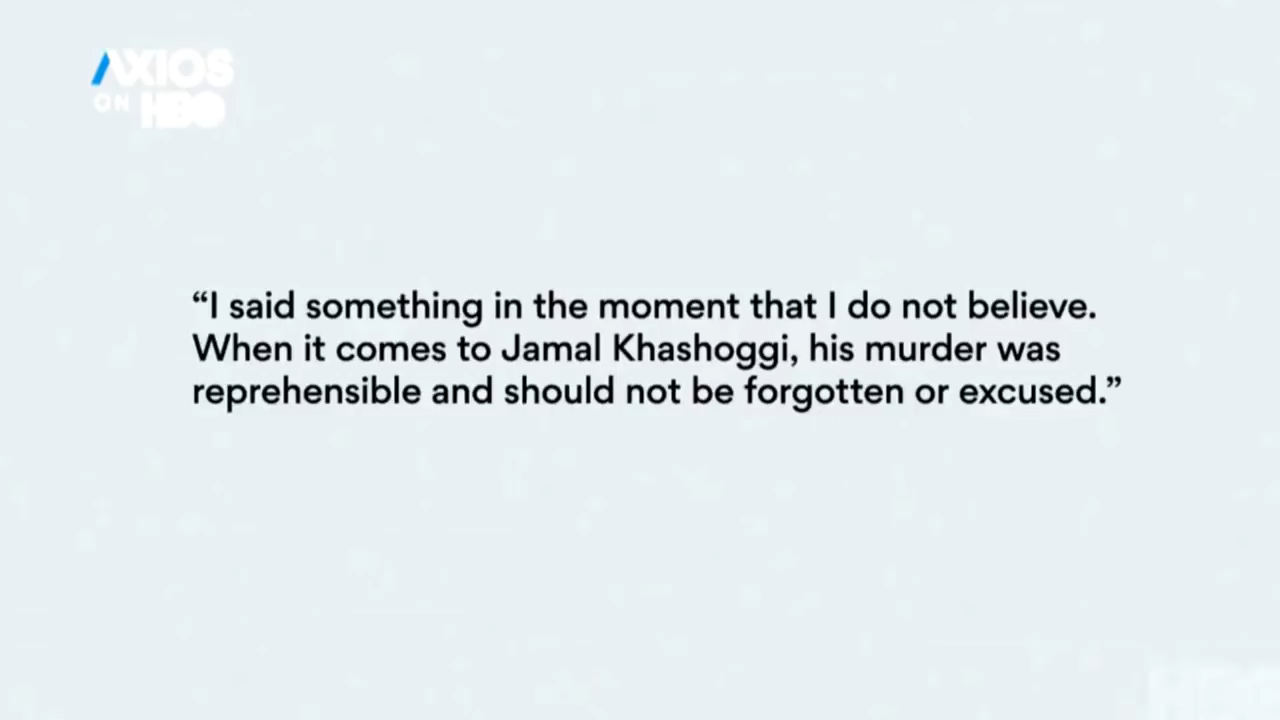 AXIOS
ON HBO
“I said something in the moment that I do not believe.
When it comes to Jamal Khashoggi, his murder was
reprehensible and should not be forgotten or excused.”
HBO